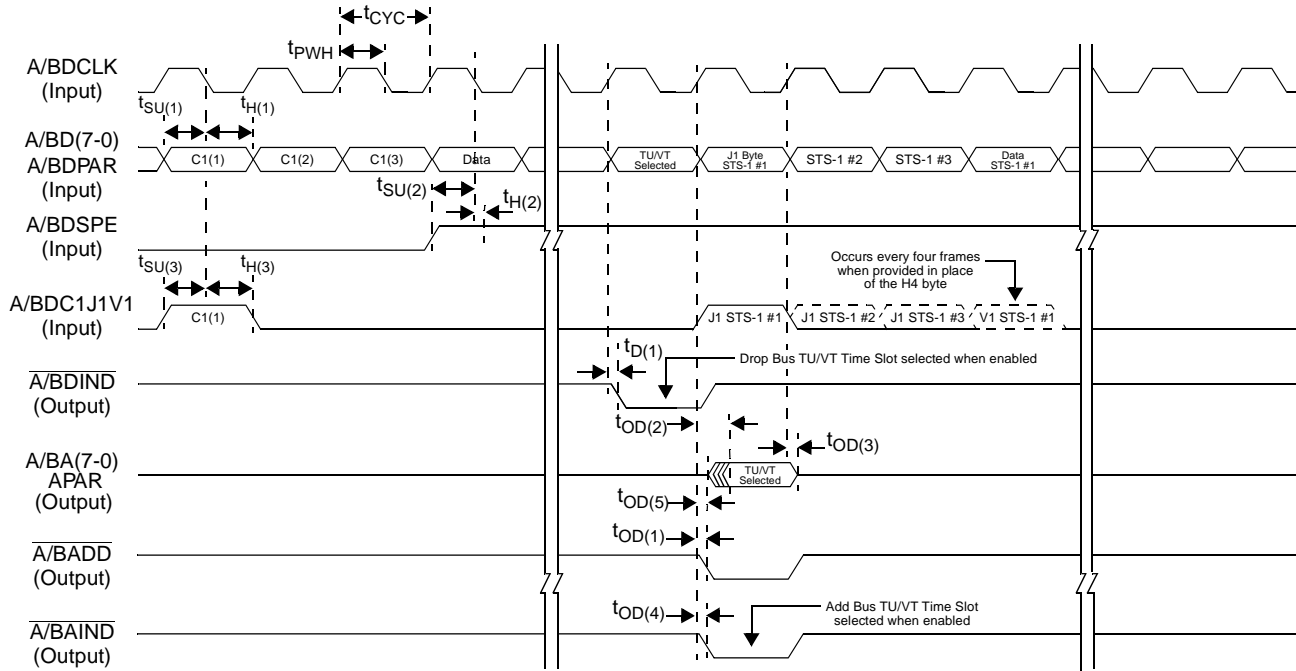 tCYC
tPWH
A/BDCLK
(Input)
tSU(1)
tH(1)
A/BD(7-0)
A/BDPAR
(Input)
C1(1)
C1(2)
C1(3)
Data
TU/VT
Selected
J1 Byte
STS-1 #1
STS-1 #2
STS-1 #3
Data
STS-1 #1
tSU(2)
tH(2)
A/BDSPE
(Input)
tSU(3)
tH(3)
Occurs every four frames
when provided in place
of the H4 byte
A/BDC1J1V1
(Input)
C1(1)
J1 STS-1 #1
J1 STS-1 #2
J1 STS-1 #3
V1 STS-1 #1
tD(1)
Drop Bus TU/VT Time Slot selected when enabled
A/BDIND
(Output)
tOD(2)
tOD(3)
A/BA(7-0)
APAR
(Output)
TU/VT
Selected
tOD(5)
tOD(1)
A/BADD
(Output)
tOD(4)
Add Bus TU/VT Time Slot
selected when enabled
A/BAIND
(Output)